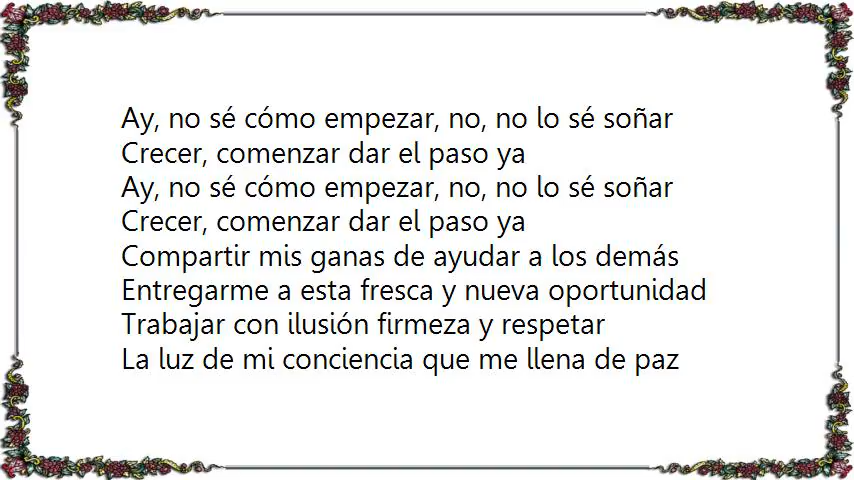 Ay, no sé cómo empezar, no, no lo sé soñar
Crecer, comenzar dar el paso ya
Ay, no sé cómo empezar, no, no lo sé soñar
Crecer, comenzar dar el paso ya
Compartir mis ganas de ayudar a los demás
Entregarme a esta fresca y nueva oportunidad
Trabajar con ilusión firmeza y respetar
La luz de mi conciencia que me llena de paz